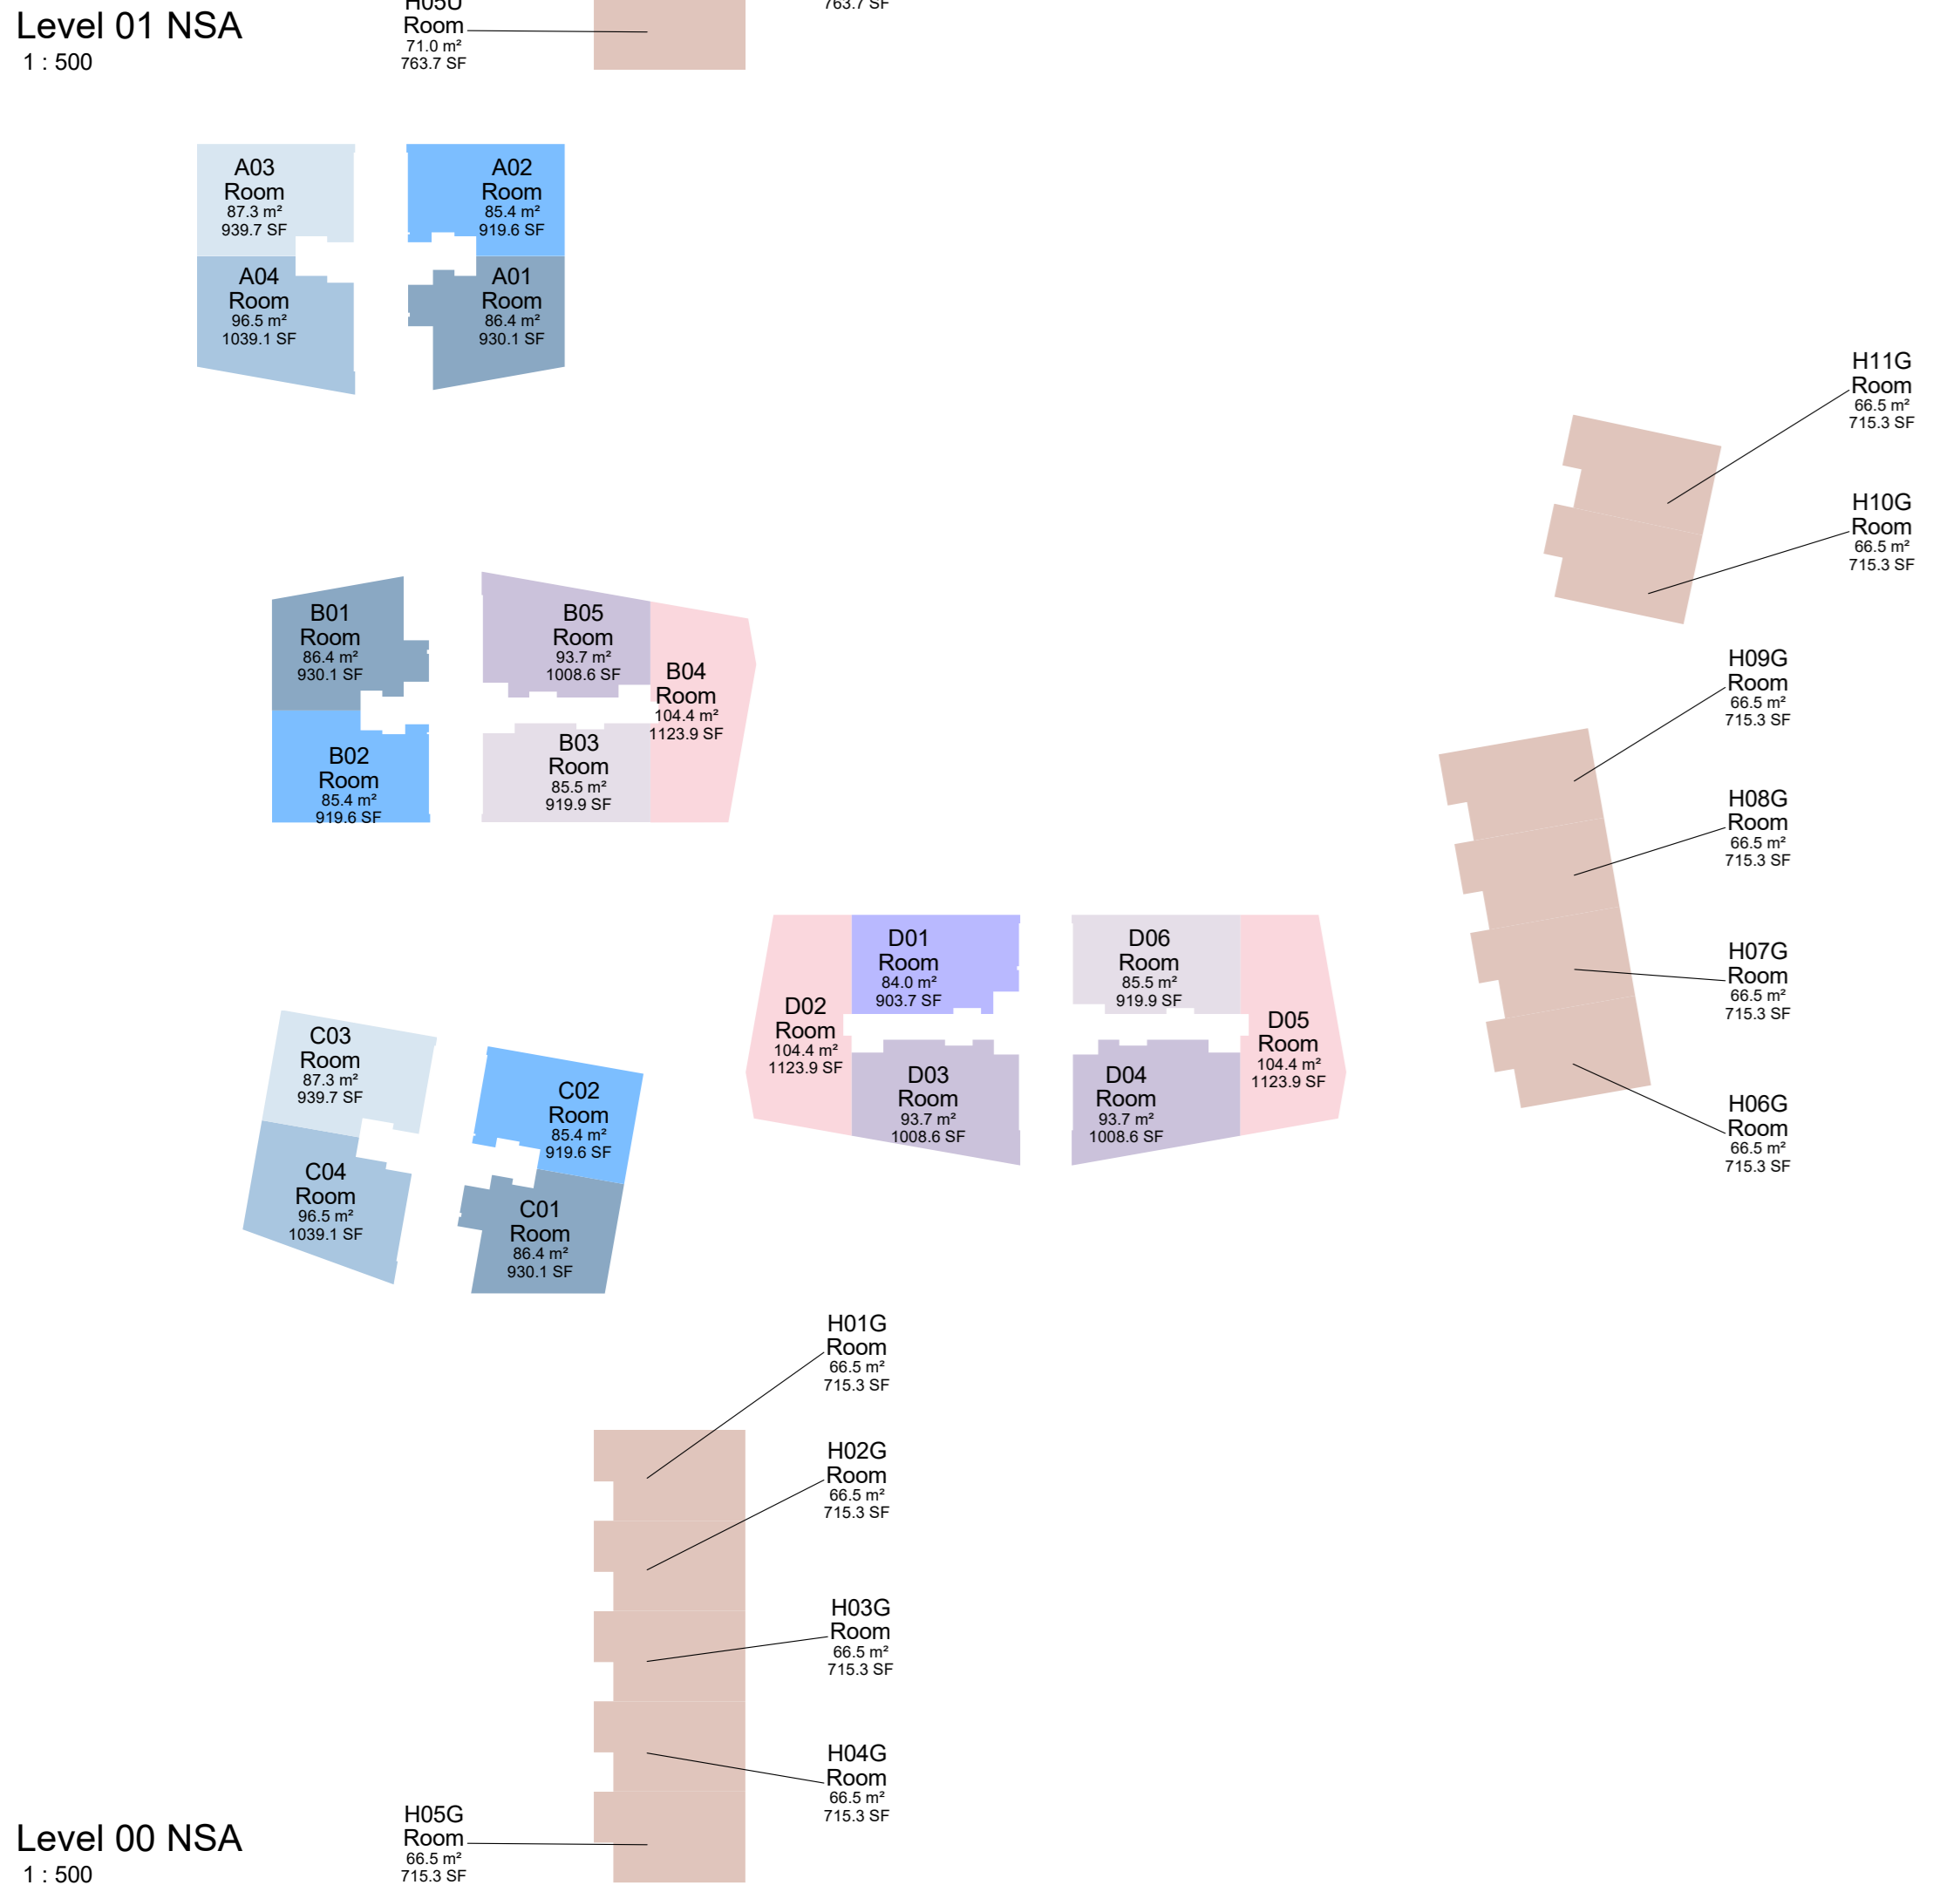 Level 01 NSA
1 : 500
H05U
Room
71.0 m²
763.7 SF
763.7 SF
A03
Room
87.3 m²
939.7 SF
A02
Room
85.4 m²
919.6 SF
A04
Room
96.5 m²
1039.1 SF
A01
Room
86.4 m²
930.1 SF
H11G
Room
66.5 m²
715.3 SF
H10G
Room
66.5 m²
715.3 SF
B01
Room
86.4 m²
930.1 SF
B05
Room
93.7 m²
1008.6 SF
B04
Room
104.4 m²
1123.9 SF
B02
Room
85.4 m²
919.6 SF
B03
Room
85.5 m²
919.9 SF
H09G
Room
66.5 m²
715.3 SF
H08G
Room
66.5 m²
715.3 SF
H07G
Room
66.5 m²
715.3 SF
H06G
Room
66.5 m²
715.3 SF
D01
Room
84.0 m²
903.7 SF
D06
Room
85.5 m²
919.9 SF
D02
Room
104.4 m²
1123.9 SF
D05
Room
104.4 m²
1123.9 SF
D03
Room
93.7 m²
1008.6 SF
D04
Room
93.7 m²
1008.6 SF
C03
Room
87.3 m²
939.7 SF
C02
Room
85.4 m²
919.6 SF
C04
Room
96.5 m²
1039.1 SF
C01
Room
86.4 m²
930.1 SF
H01G
Room
66.5 m²
715.3 SF
H02G
Room
66.5 m²
715.3 SF
H03G
Room
66.5 m²
715.3 SF
H04G
Room
66.5 m²
715.3 SF
H05G
Room
66.5 m²
715.3 SF
Level 00 NSA
1 : 500